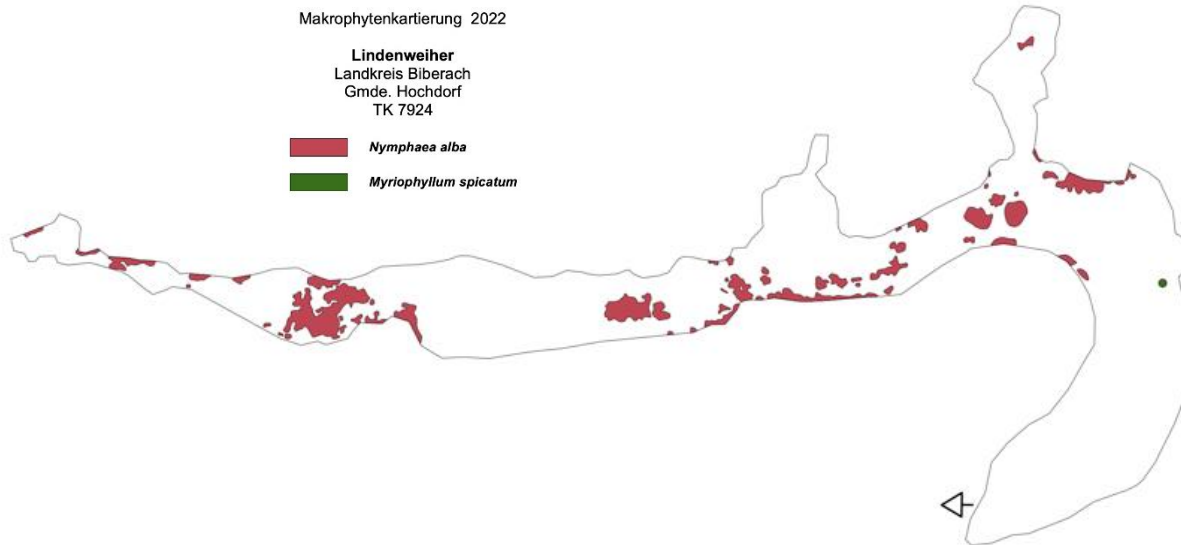 Makrophytenkartierung 2022
Lindenweiher
Landkreis Biberach
Gmde. Hochdorf
TK 7924
Nymphaea alba
Myriophyllum spicatum